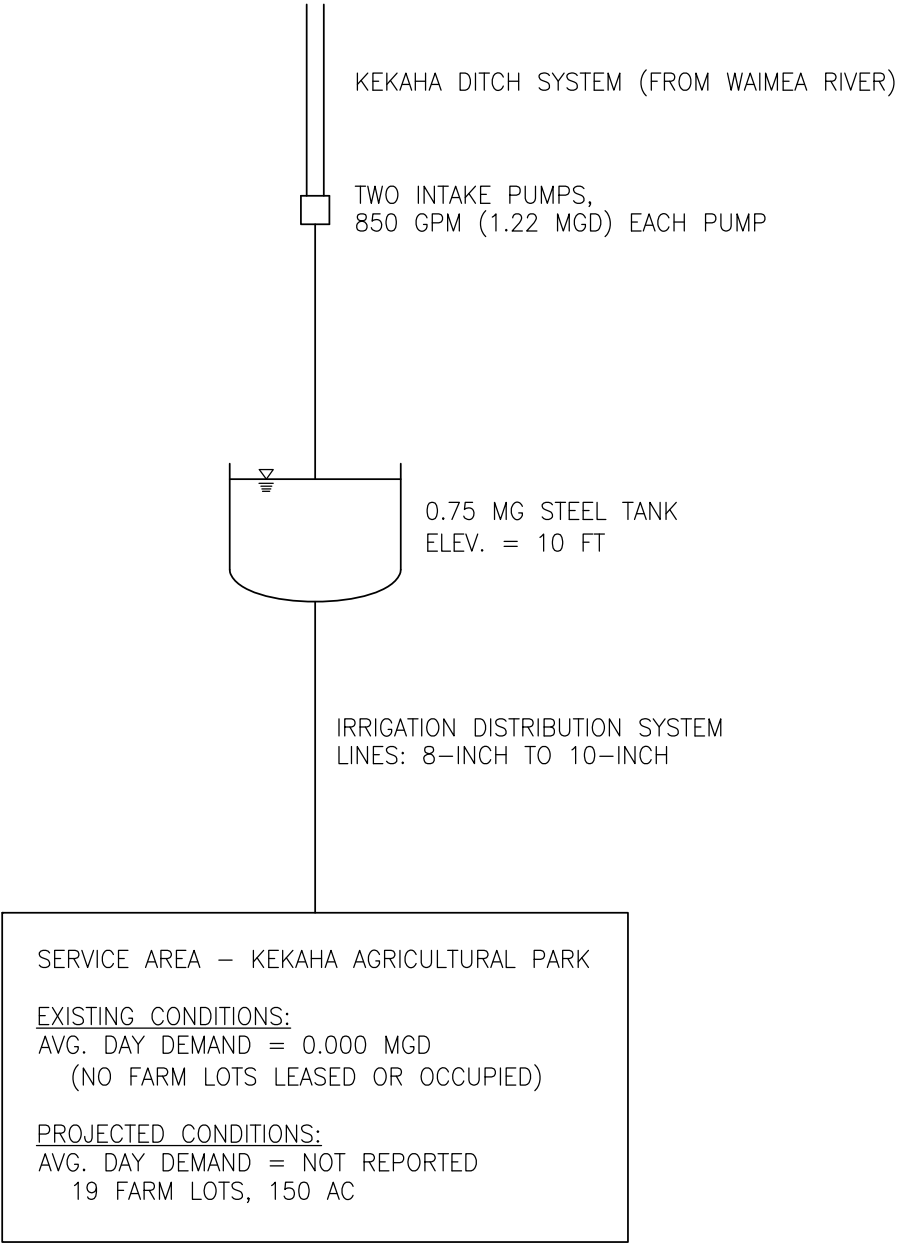 KEKAHA DITCH SYSTEM (FROM WAIMEA RIVER)
TWO INTAKE PUMPS,
850 GPM (1.22 MGD) EACH PUMP
0.75 MG STEEL TANK
ELEV. = 10 FT
IRRIGATION DISTRIBUTION SYSTEM
LINES: 8-INCH TO 10-INCH
SERVICE AREA - KEKAHA AGRICULTURAL PARK
EXISTING CONDITIONS:
AVG. DAY DEMAND = 0.000 MGD
(NO FARM LOTS LEASED OR OCCUPIED)
PROJECTED CONDITIONS:
AVG. DAY DEMAND = NOT REPORTED
19 FARM LOTS, 150 AC